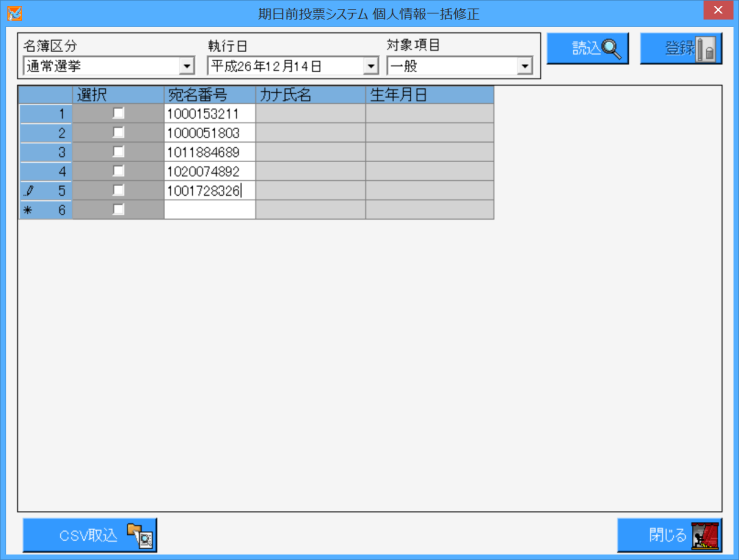 期日前投票システム 個人情報一括修正
名簿区分 執行日 対象項目
通常選挙 平成26年12月14日 一般 読込 登録
選択 宛名番号 カナ氏名 生年月日
1 1000153211
2 1000051803
3 1011884689
4 1020074892
5 1001728326
* 6
CSV取込 閉じる